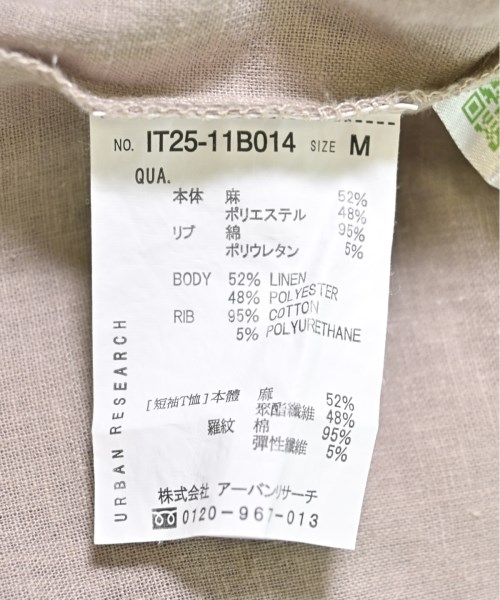 NO. IT25-11B014 SIZE M
QUA.
本体 麻 52%
ポリエステル 48%
リブ 綿 95%
ポリウレタン 5%
BODY 52% LINEN
48% POLYESTER
RIB 95% COTTON
5% POLYURETHANE
[短袖T恤]本體 麻 52%
聚酯纖維 48%
羅紋 棉 95%
彈性纖維 5%
株式会社 アーバンリサーチ
0120-961-013
URBAN RESEARCH